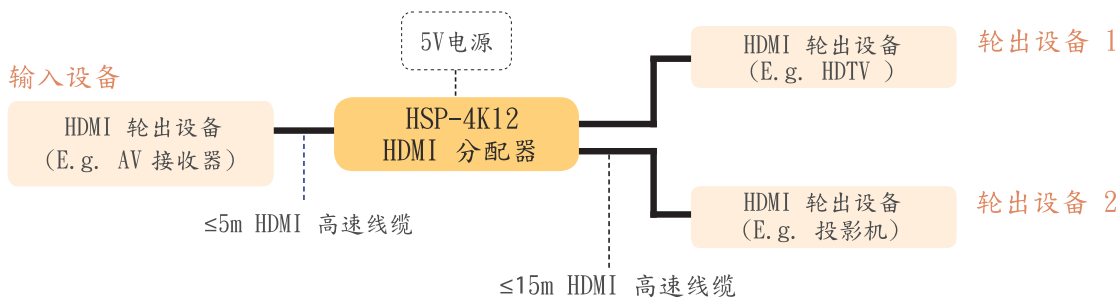 5V电源
输入设备
HDMI 轮出设备
(E.g. AV 接收器)
HSP-4K12
HDMI 分配器
HDMI 轮出设备
(E.g. HDTV )
轮出设备 1
HDMI 轮出设备
(E.g. 投影机)
轮出设备 2
≤5m HDMI 高速线缆
≤15m HDMI 高速线缆